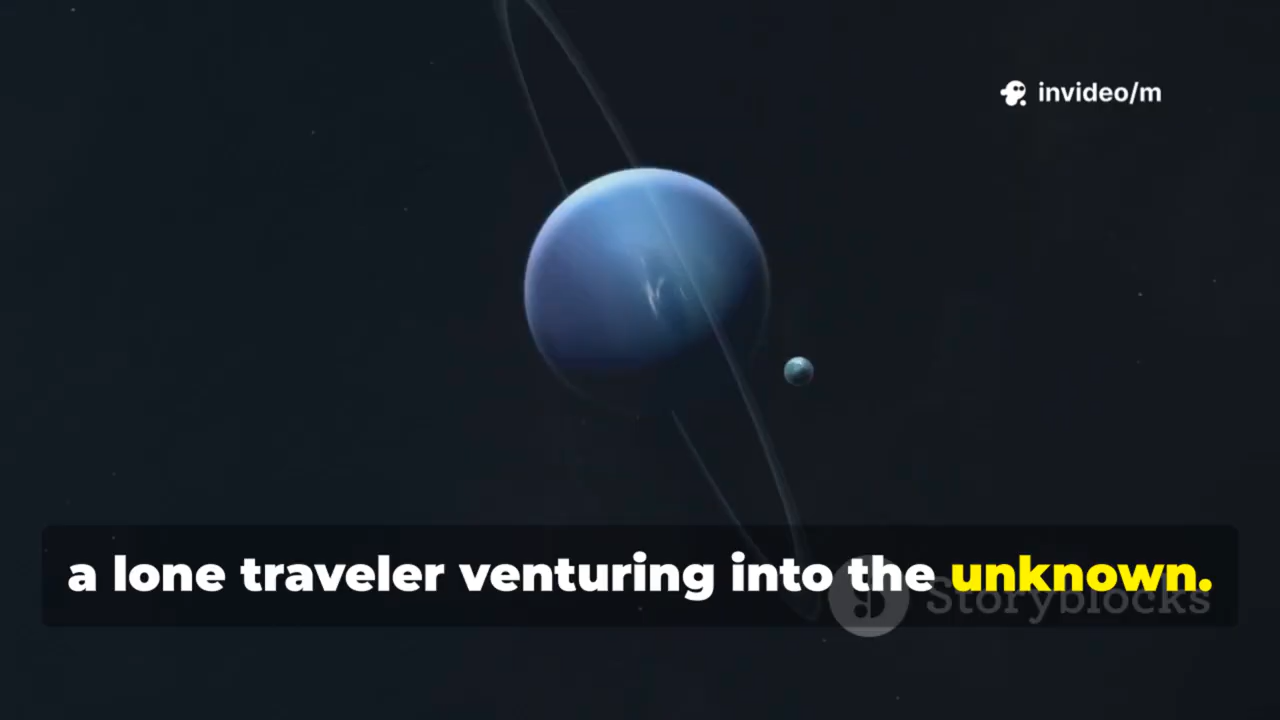 invideo/m
a lone traveler venturing into the unknown.
Storyblocks